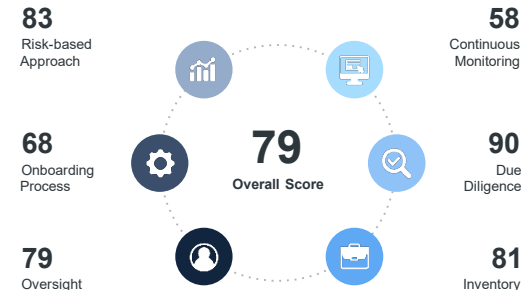 83
Risk-based
Approach
58
Continuous
Monitoring
68
Onboarding
Process
79
Overall Score
90
Due
Diligence
79
Oversight
81
Inventory